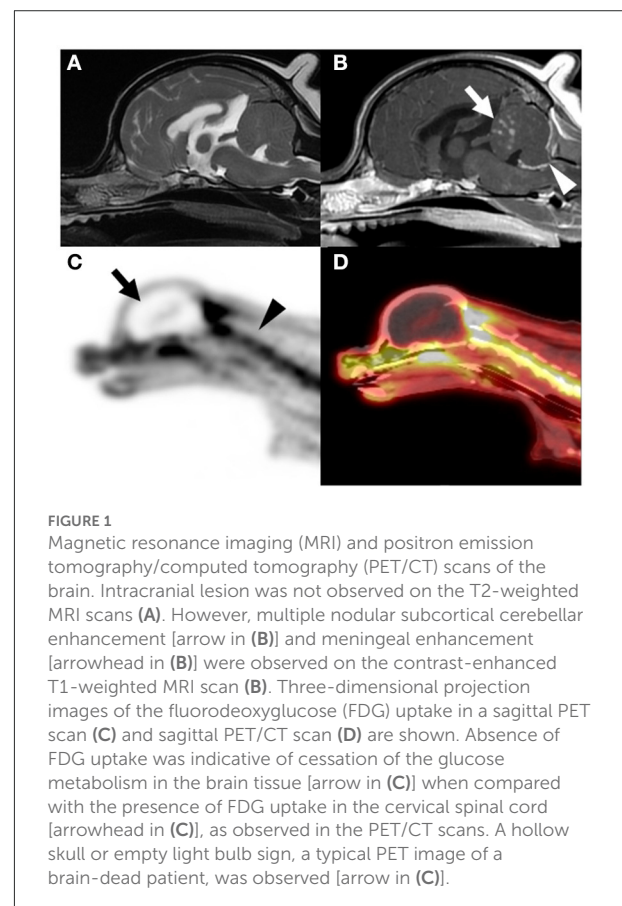 A
B
C
D
FIGURE 1
Magnetic resonance imaging (MRI) and positron emission
tomography/computed tomography (PET/CT) scans of the
brain. Intracranial lesion was not observed on the T2-weighted
MRI scans (A). However, multiple nodular subcortical cerebellar
enhancement [arrow in (B)] and meningeal enhancement
[arrowhead in (B)] were observed on the contrast-enhanced
T1-weighted MRI scan (B). Three-dimensional projection
images of the fluorodeoxyglucose (FDG) uptake in a sagittal PET
scan (C) and sagittal PET/CT scan (D) are shown. Absence of
FDG uptake was indicative of cessation of the glucose
metabolism in the brain tissue [arrow in (C)] when compared
with the presence of FDG uptake in the cervical spinal cord
[arrowhead in (C)], as observed in the PET/CT scans. A hollow
skull or empty light bulb sign, a typical PET image of a
brain-dead patient, was observed [arrow in (C)].